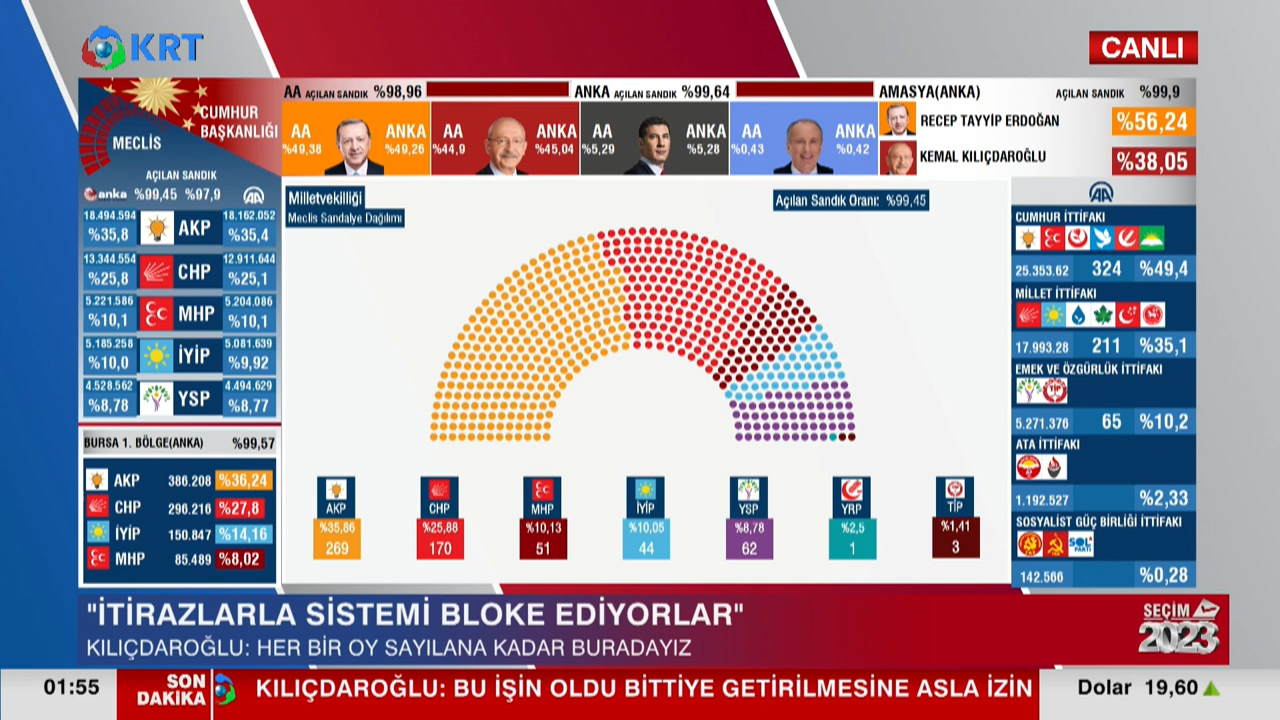 KRT
CANLI
CUMHUR
BAŞKANLIĞI
MECLİS
AÇILAN SANDIK
anka %99,45 %97,9 AA
18.494.594 18.162.052
%35,8 AKP %35,4
13.344.554 12.911.644
%25,8 CHP %25,1
5.221.586 5.204.086
%10,1 MHP %10,1
5.185.258 5.081.639
%10,0 İYİP %9,92
4.528.562 4.494.629
%8,78 YSP %8,77
BURSA 1. BÖLGE(ANKA) %99,57
AKP 386.208 %36,24
CHP 296.216 %27,8
İYİP 150.847 %14,16
MHP 85.489 %8,02
AA AÇILAN SANDIK %98,96 ANKA AÇILAN SANDIK %99,64
AA ANKA AA ANKA AA ANKA AA ANKA
%49,38 %49,26 %44,9 %45,04 %5,29 %5,28 %0,43 %0,42
AMASYA(ANKA) AÇILAN SANDIK %99,9
RECEP TAYYİP ERDOĞAN %56,24
KEMAL KILIÇDAROĞLU %38,05
Milletvekilliği
Meclis Sandalye Dağılımı
Açılan Sandık Oranı: %99,45
AKP CHP MHP İYİP YSP YRP TİP
%35,86 %25,88 %10,13 %10,05 %8,78 %2,5 %1,41
269 170 51 44 62 1 3
AA
CUMHUR İTTİFAKI
25.353.62 324 %49,4
MİLLET İTTİFAKI
17.993.28 211 %35,1
EMEK VE ÖZGÜRLÜK İTTİFAKI
TİP
5.271.376 65 %10,2
ATA İTTİFAKI
1.192.527 %2,33
SOSYALİST GÜÇ BİRLİĞİ İTTİFAKI
SOL
PARTİ
142.566 %0,28
"İTİRAZLARLA SİSTEMİ BLOKE EDİYORLAR"
KILIÇDAROĞLU: HER BİR OY SAYILANA KADAR BURADAYIZ
SEÇİM
2023
01:55
SON
DAKİKA
KILIÇDAROĞLU: BU İŞİN OLDU BİTTİYE GETİRİLMESİNE ASLA İZİN
Dolar 19,60